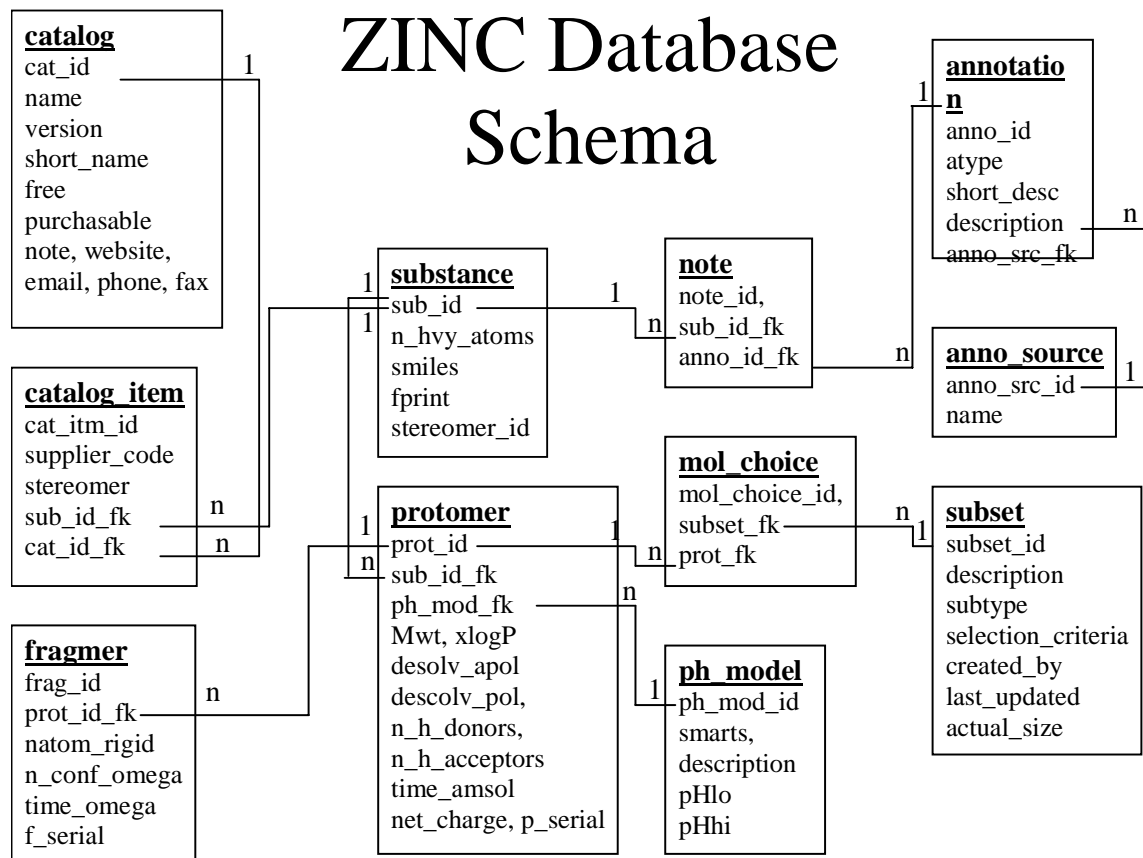 ZINC Database
Schema
catalog
cat_id
name
version
short_name
free
purchasable
note, website,
email, phone, fax
1
catalog_item
cat_itm_id
supplier_code
stereomer
sub_id_fk
cat_id_fk
n
n
fragmer
frag_id
prot_id_fk
natom_rigid
n_conf_omega
time_omega
f_serial
n
substance
sub_id
n_hvy_atoms
smiles
fprint
stereomer_id
1
1
1
protomer
prot_id
sub_id_fk
ph_mod_fk
Mwt, xlogP
desolv_apol
descolv_pol,
n_h_donors,
n_h_acceptors
time_amsol
net_charge, p_serial
1
n
1
n
note
note_id,
sub_id_fk
anno_id_fk
n
n
mol_choice
mol_choice_id,
subset_fk
prot_fk
n
n
ph_model
ph_mod_id
smarts,
description
pHlo
pHhi
1
annotatio
n
anno_id
atype
short_desc
description
anno_src_fk
1
n
anno_source
anno_src_id
name
1
subset
subset_id
description
subtype
selection_criteria
created_by
last_updated
actual_size
1